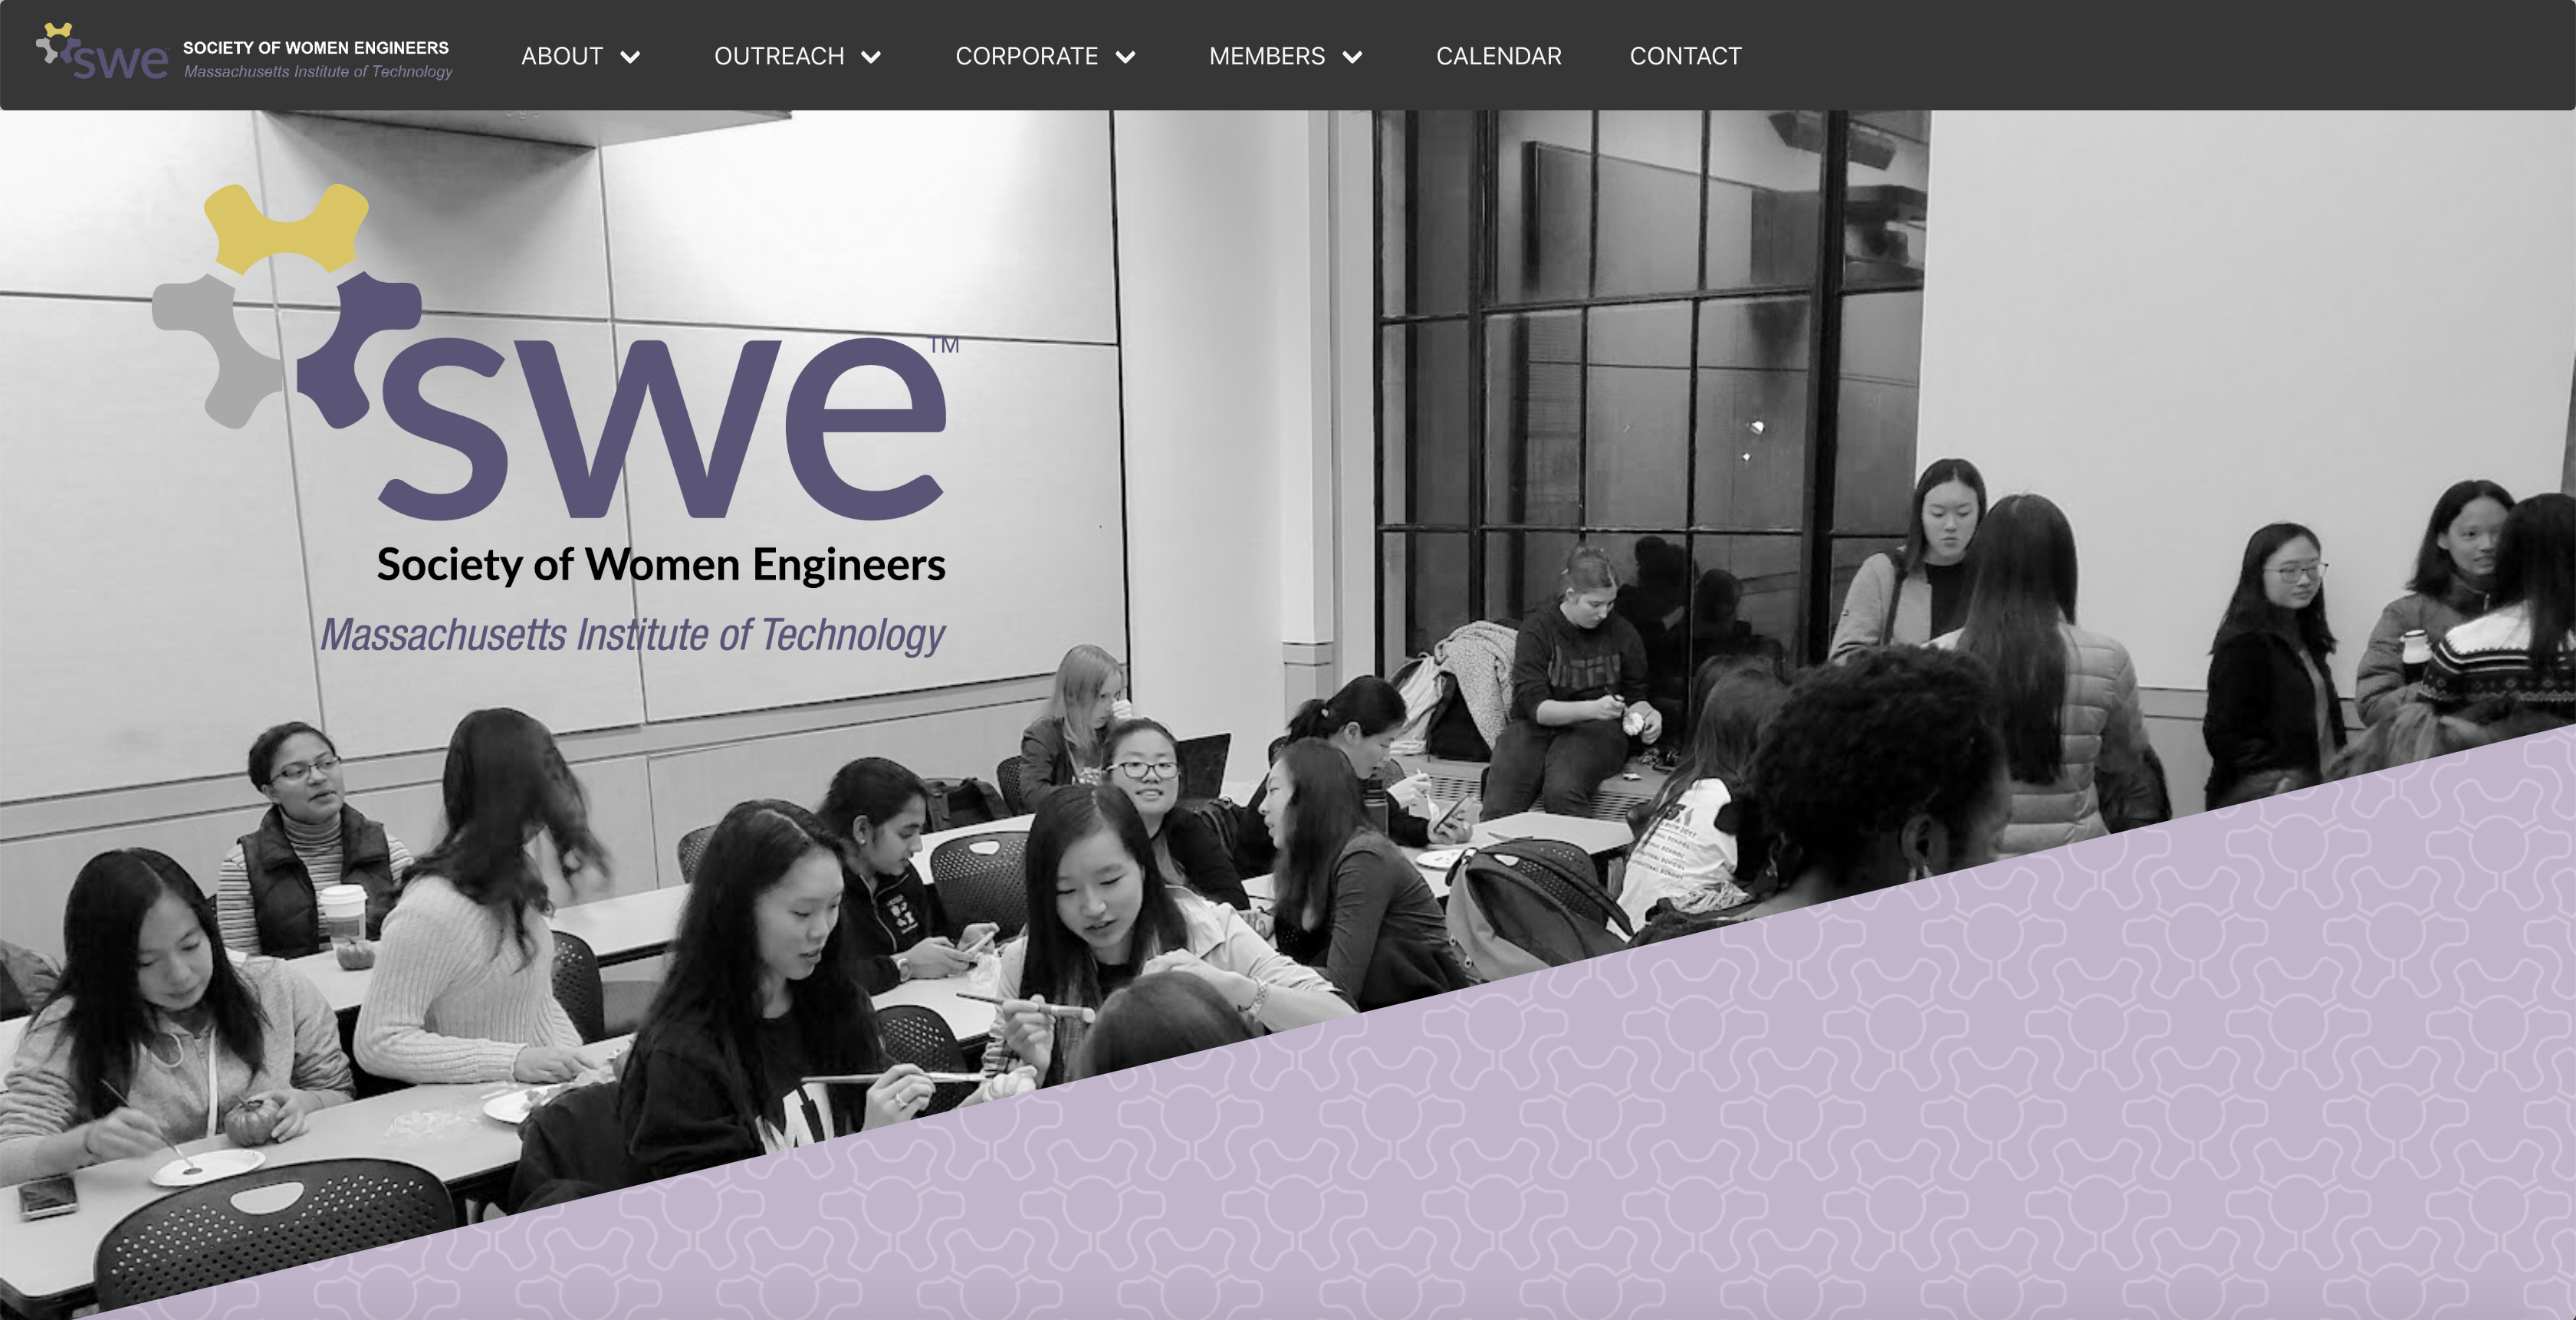 swe SOCIETY OF WOMEN ENGINEERS
Massachusetts Institute of Technology
ABOUT
OUTREACH
CORPORATE
MEMBERS
CALENDAR
CONTACT
swe™
Society of Women Engineers
Massachusetts Institute of Technology